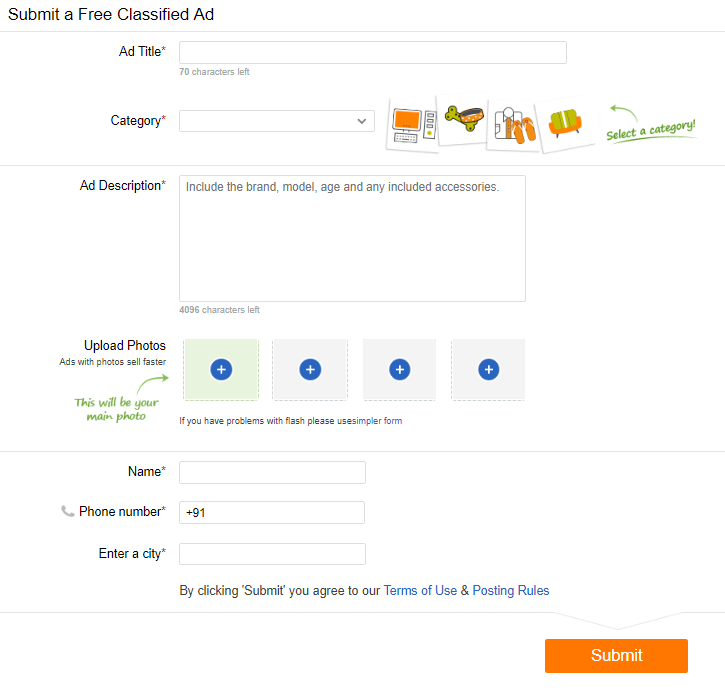 Submit a Free Classified Ad
Ad Title*
70 characters left
Category*
Select a category!
Ad Description*
Include the brand, model, age and any included accessories.
4096 characters left
Upload Photos
Ads with photos sell faster
This will be your
main photo
If you have problems with flash please usesimpler form
Name*
Phone number*
+91
Enter a city*
By clicking 'Submit' you agree to our Terms of Use & Posting Rules
Submit